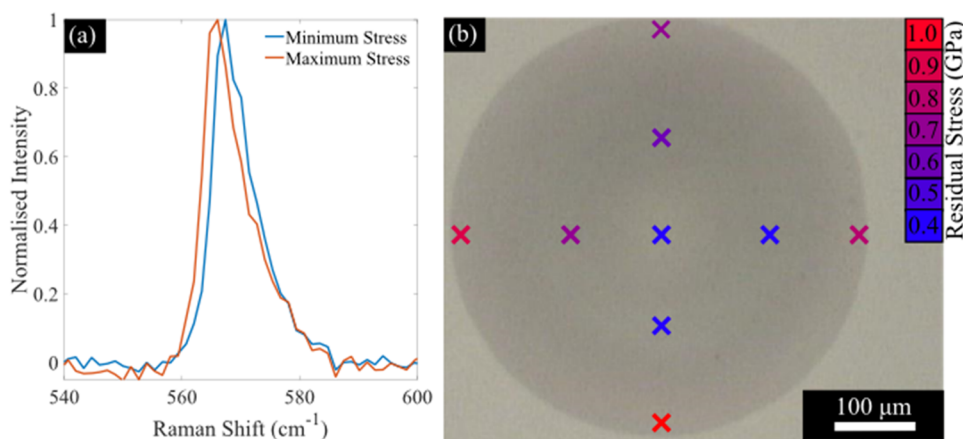 (a)
Minimum Stress
Maximum Stress
Normalised Intensity
1
0.8
0.6
0.4
0.2
0
540
560
580
600
Raman Shift (cm⁻¹)
(b)
1.0
0.9
0.8
0.7
0.6
0.5
0.4
Residual Stress (GPa)
100 μm